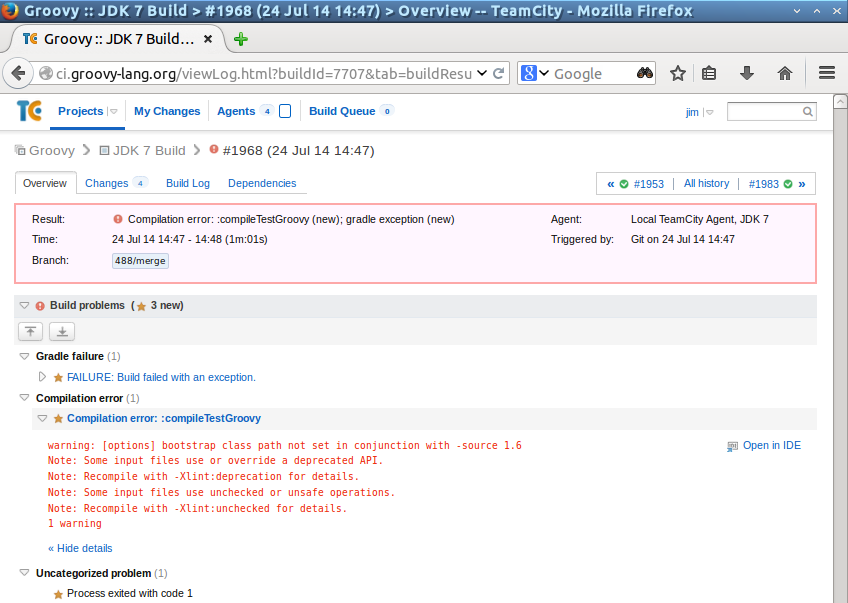 Groovy :: JDK 7 Build > #1968 (24 Jul 14 14:47) > Overview -- TeamCity - Mozilla Firefox
TC Groovy :: JDK 7 Build...
ci.groovy-lang.org/viewLog.html?buildId=7707&tab=buildResu
8 Google
TC Projects My Changes Agents 4 Build Queue 0 jim
Groovy JDK 7 Build #1968 (24 Jul 14 14:47)
Overview Changes 4 Build Log Dependencies « #1953 | All history | #1983 »
Result: Compilation error: :compileTestGroovy (new); gradle exception (new) Agent: Local TeamCity Agent, JDK 7
Time: 24 Jul 14 14:47 - 14:48 (1m:01s) Triggered by: Git on 24 Jul 14 14:47
Branch: 488/merge
Build problems ( 3 new)
Gradle failure (1)
FAILURE: Build failed with an exception.
Compilation error (1)
Compilation error: :compileTestGroovy
warning: [options] bootstrap class path not set in conjunction with -source 1.6 Open in IDE
Note: Some input files use or override a deprecated API.
Note: Recompile with -Xlint:deprecation for details.
Note: Some input files use unchecked or unsafe operations.
Note: Recompile with -Xlint:unchecked for details.
1 warning
« Hide details
Uncategorized problem (1)
Process exited with code 1